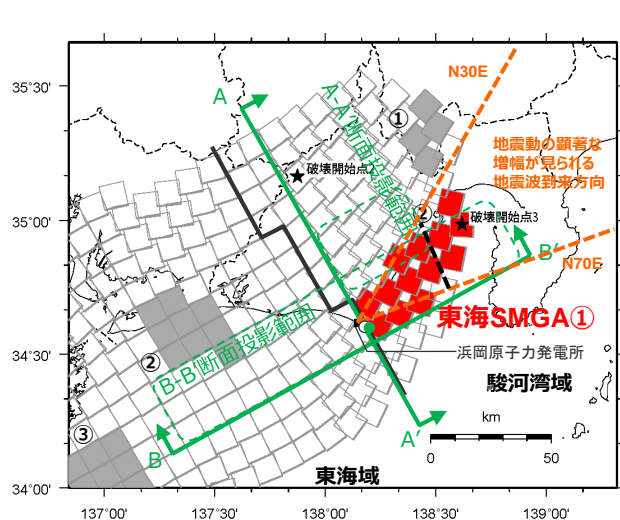 35°30'
35°00'
34°30'
34°00'
137°00'
137°30'
138°00'
138°30'
139°00'
A
A-A'断面投影範囲
①
N30E
地震動の顕著な
増幅が見られる
地震波到来方向
破壊開始点2
②
破壊開始点3
B'
N70E
東海SMGA①
浜岡原子力発電所
駿河湾域
②
B-B'断面投影範囲
③
B
A'
km
0
50
東海域